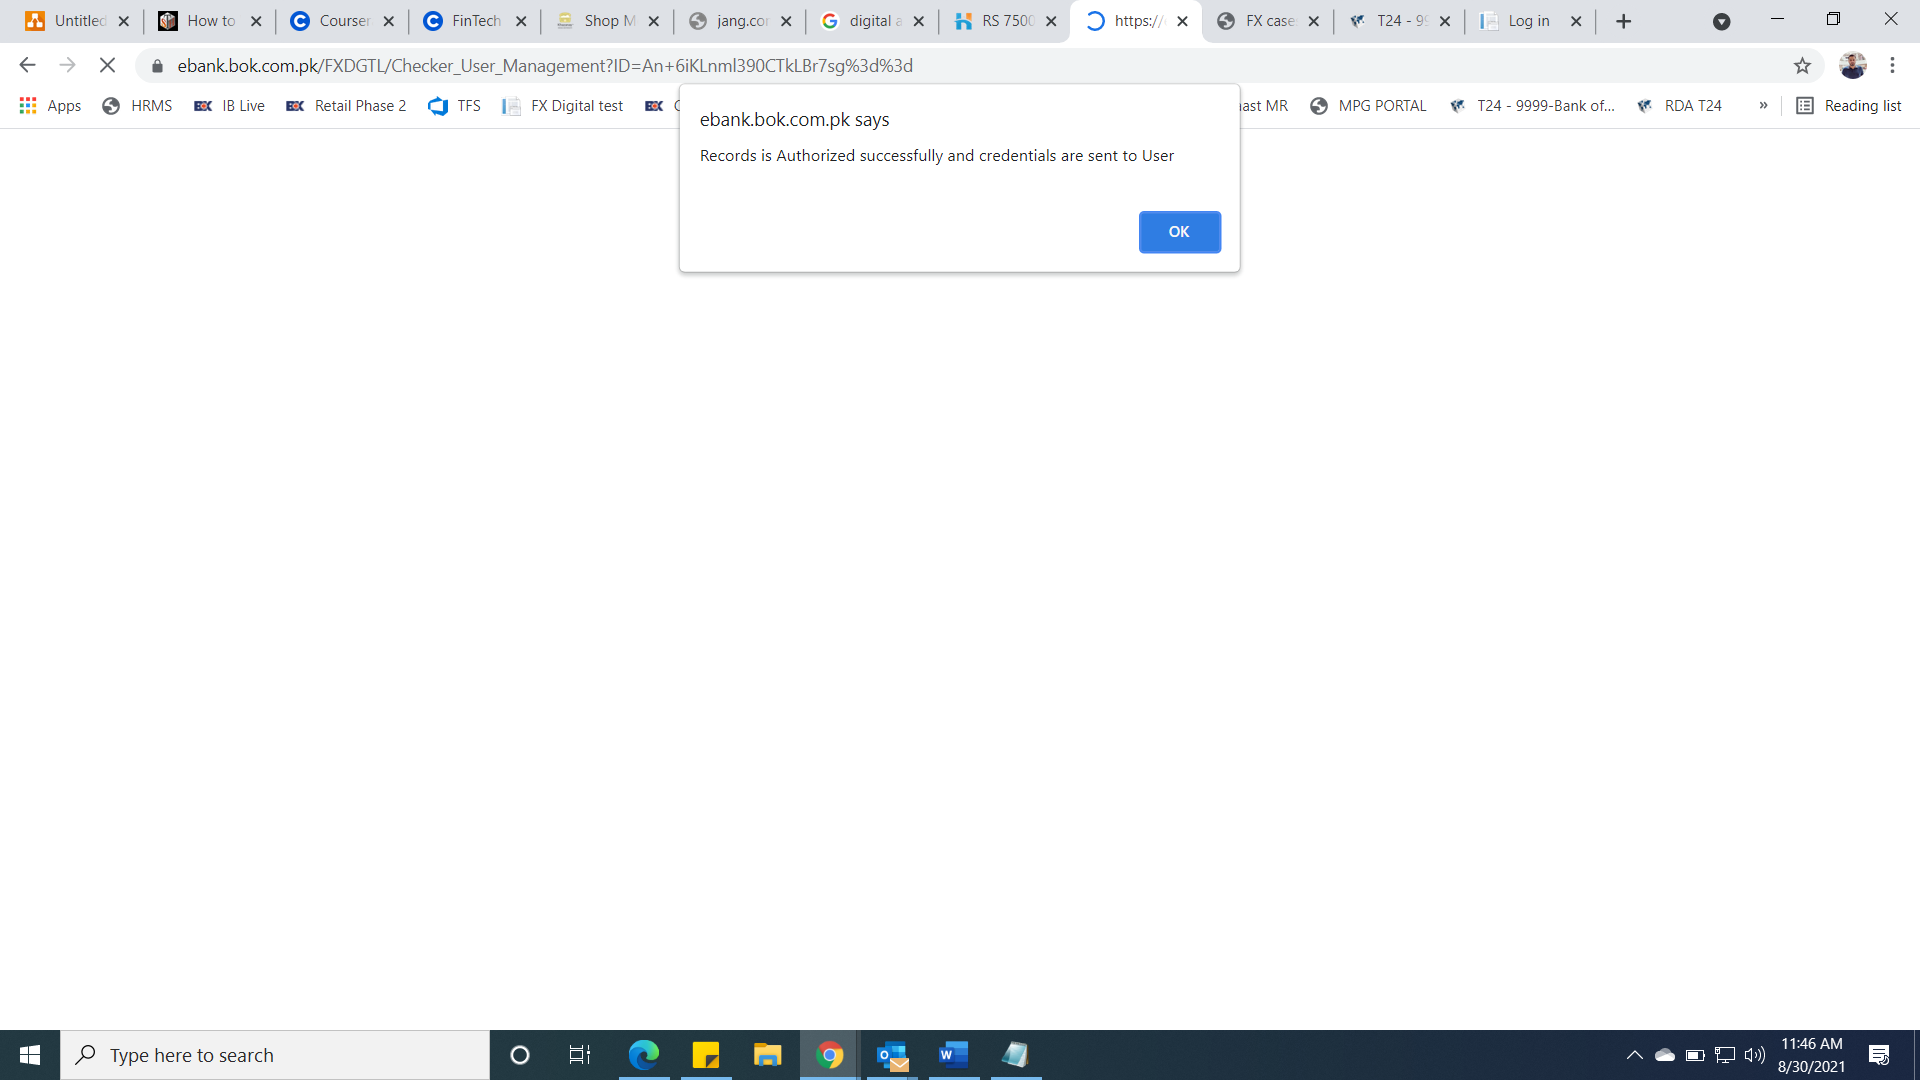 Untitled
How to
Courser
FinTech
Shop M
jang.cor
digital a
RS 7500
https://
FX case
T24 - 99
Log in
ebank.bok.com.pk/FXDGTL/Checker_User_Management?ID=An+6iKLnml390CTkLBr7sg%3d%3d
Apps HRMS IB Live Retail Phase 2 TFS FX Digital test MR MPG PORTAL T24 - 9999-Bank of... RDA T24 » Reading list
ebank.bok.com.pk says
Records is Authorized successfully and credentials are sent to User
OK
Type here to search
11:46 AM
8/30/2021